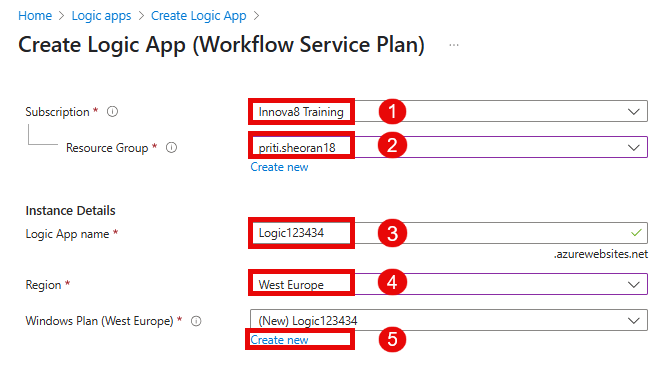 Home > Logic apps > Create Logic App >
Create Logic App (Workflow Service Plan) ...
Subscription * Innova8 Training 1
Resource Group * priti.sheoran18 2
Create new
Instance Details
Logic App name * Logic123434 3
.azurewebsites.net
Region * West Europe 4
Windows Plan (West Europe) * (New) Logic123434
Create new 5